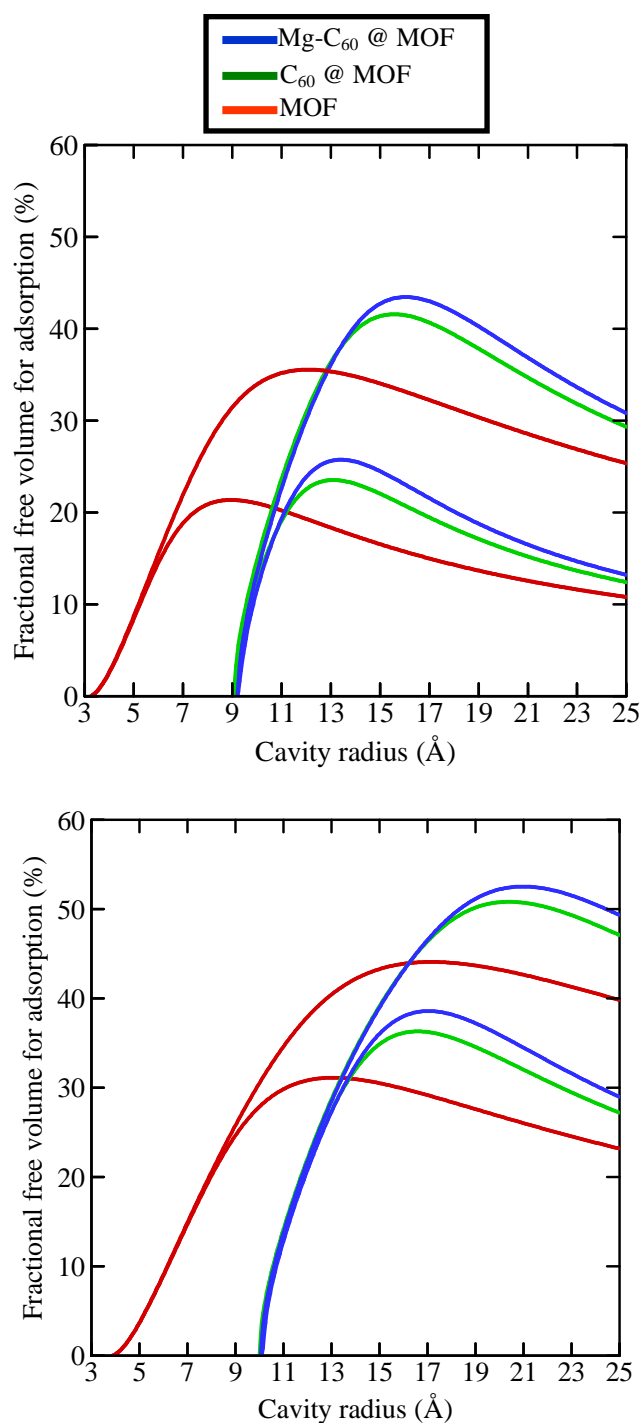 Mg-C60 @ MOF
C60 @ MOF
MOF
Fractional free volume for adsorption (%)
60
50
40
30
20
10
0
3 5 7 9 11 13 15 17 19 21 23 25
Cavity radius (Å)
Fractional free volume for adsorption (%)
60
50
40
30
20
10
0
3 5 7 9 11 13 15 17 19 21 23 25
Cavity radius (Å)